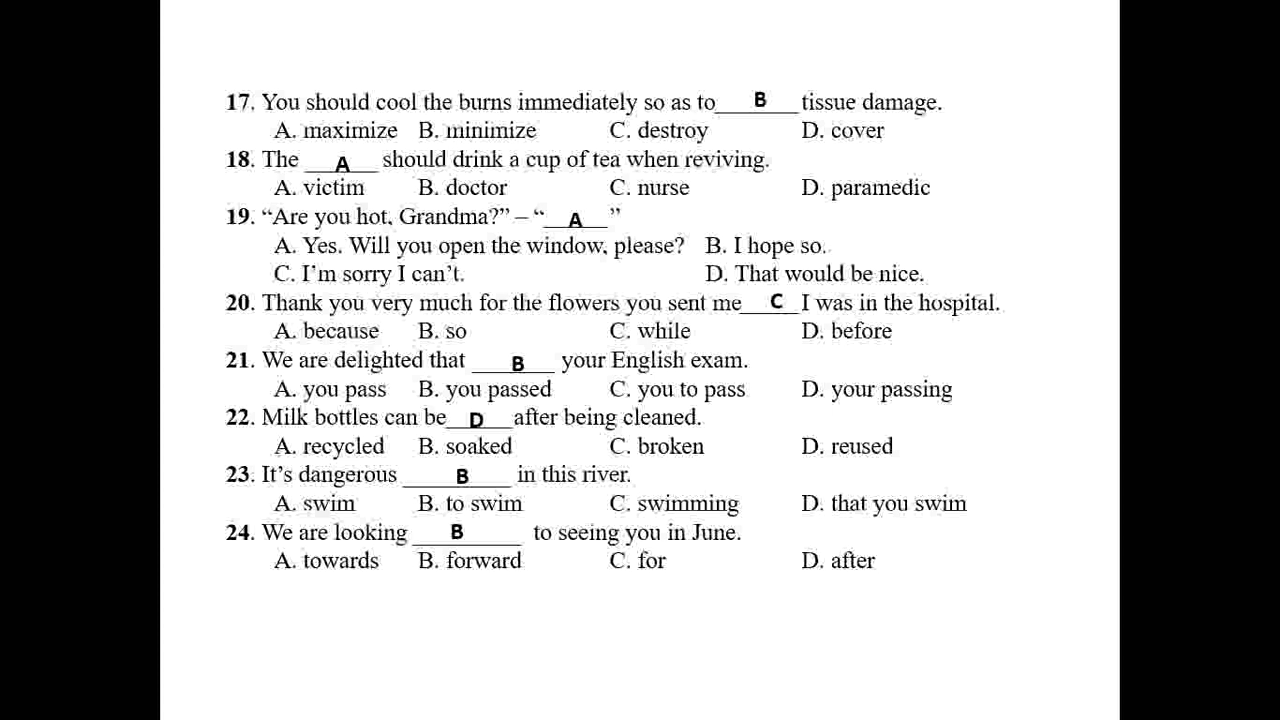 17. You should cool the burns immediately so as to___B___tissue damage.
A. maximize B. minimize C. destroy D. cover
18. The ___A___ should drink a cup of tea when reviving.
A. victim B. doctor C. nurse D. paramedic
19. “Are you hot, Grandma?” – “___A___”
A. Yes. Will you open the window, please? B. I hope so.
C. I’m sorry I can’t. D. That would be nice.
20. Thank you very much for the flowers you sent me___C___I was in the hospital.
A. because B. so C. while D. before
21. We are delighted that ___B___ your English exam.
A. you pass B. you passed C. you to pass D. your passing
22. Milk bottles can be___D___after being cleaned.
A. recycled B. soaked C. broken D. reused
23. It’s dangerous ___B___ in this river.
A. swim B. to swim C. swimming D. that you swim
24. We are looking ___B___ to seeing you in June.
A. towards B. forward C. for D. after